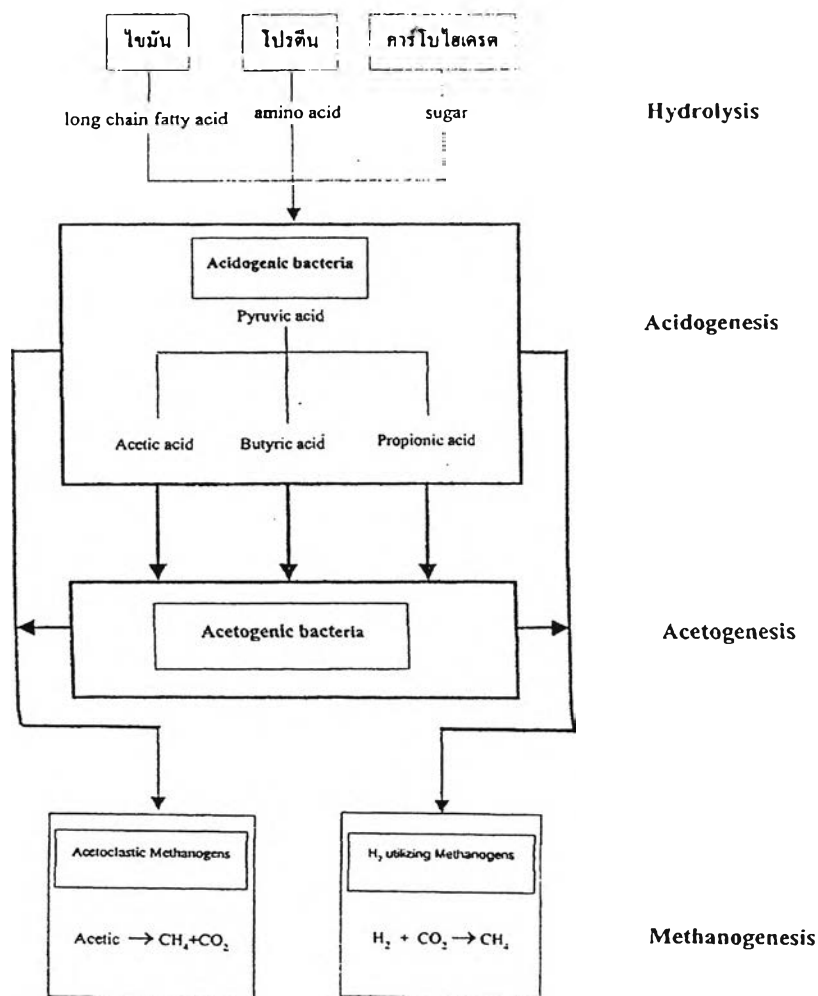 ไขมัน
โปรตีน
คาร์โบไฮเดรต
long chain fatty acid
amino acid
sugar
Hydrolysis
Acidogenic bacteria
Pyruvic acid
Acidogenesis
Acetic acid
Butyric acid
Propionic acid
Acetogenic bacteria
Acetogenesis
Acetoclastic Methanogens
H₂ utilizing Methanogens
Acetic → CH₄+CO₂
H₂ + CO₂ → CH₄
Methanogenesis